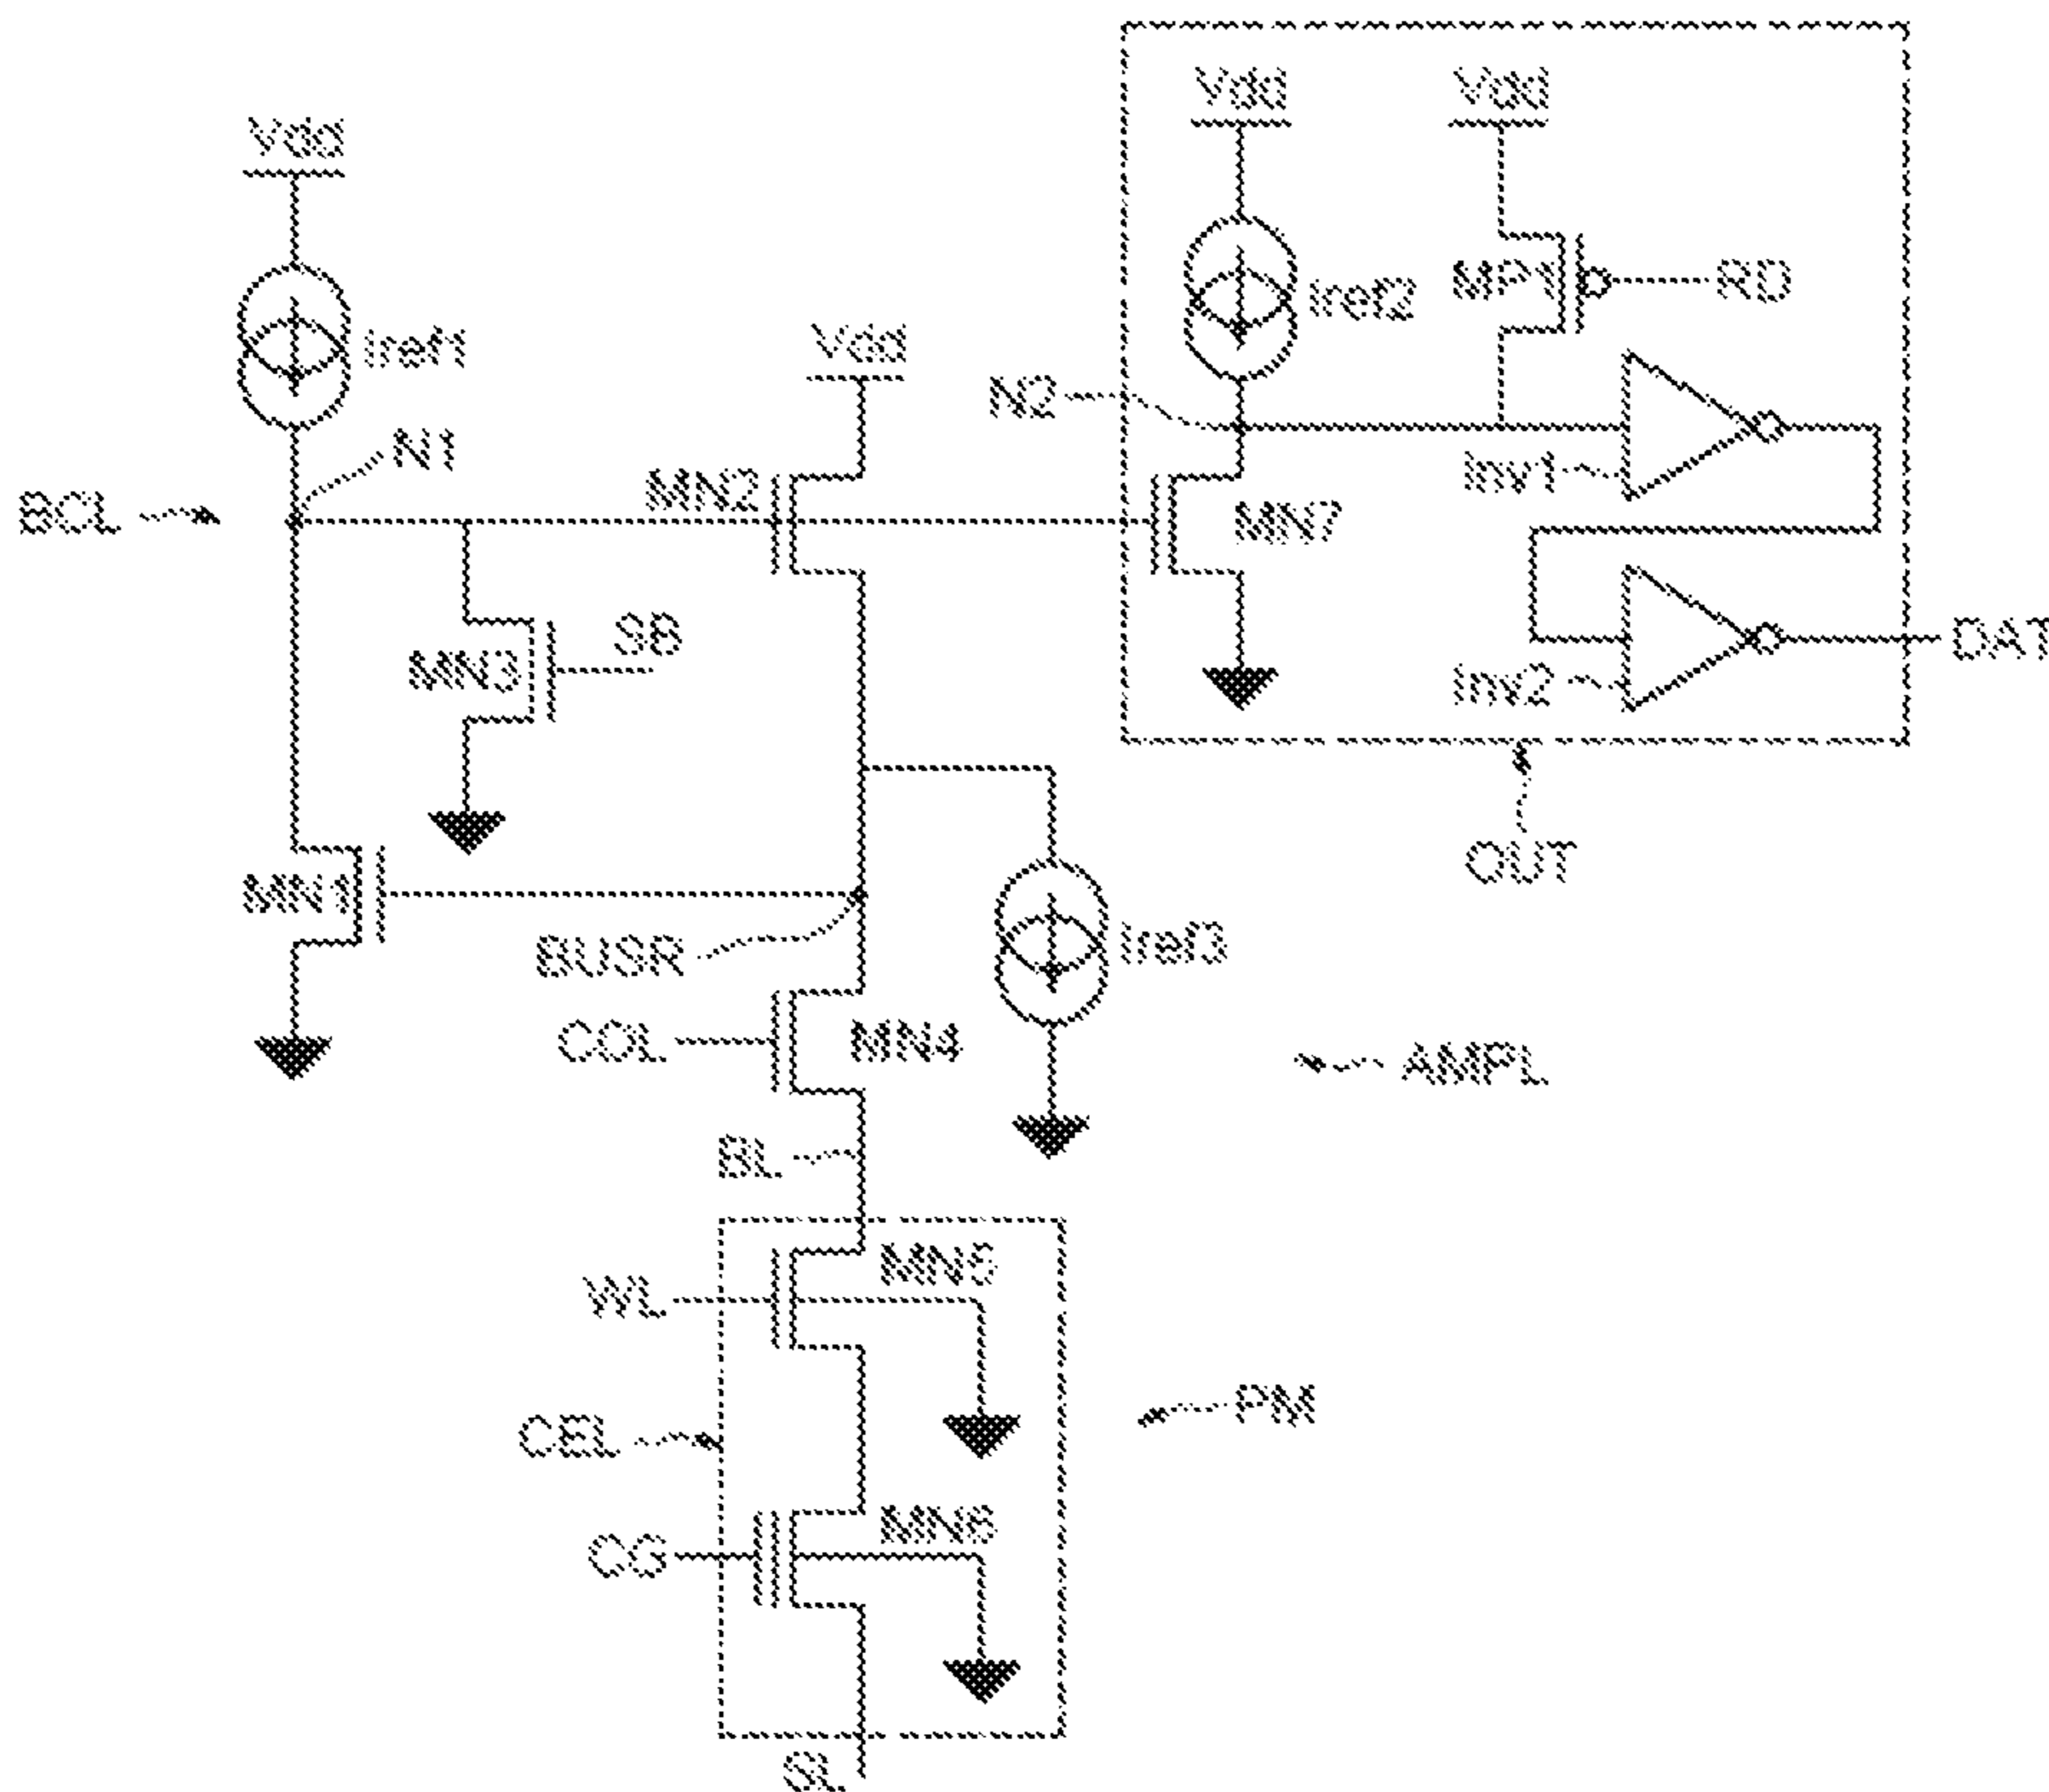 Vdd
Vdd
Vdd
Iref2
MP1
RD
Iref1
Vdd
N2
N1
MN2
Inv1
BCL
MN7
SB
MN3
DAT
Inv2
OUT
MN1
BUSR
Iref3
COL
MN4
AMPL
BL
MN5
WL
PM
CEL
MN6
CG
SL